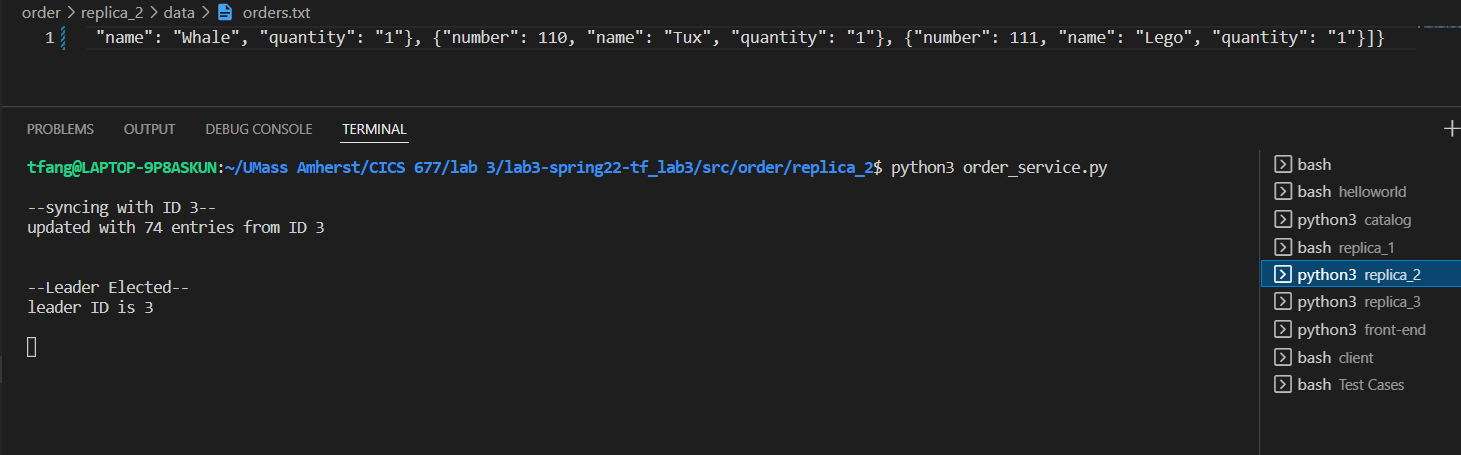 order > replica_2 > data > orders.txt
1 "name": "Whale", "quantity": "1"}, {"number": 110, "name": "Tux", "quantity": "1"}, {"number": 111, "name": "Lego", "quantity": "1"}]}
PROBLEMS OUTPUT DEBUG CONSOLE TERMINAL
tfang@LAPTOP-9P8ASKUN:~/UMass Amherst/CICS 677/lab 3/lab3-spring22-tf_lab3/src/order/replica_2$ python3 order_service.py
--syncing with ID 3--
updated with 74 entries from ID 3
--Leader Elected--
leader ID is 3
bash
bash helloworld
python3 catalog
bash replica_1
python3 replica_2
python3 replica_3
python3 front-end
bash client
bash Test Cases